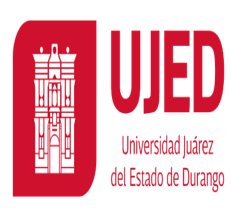 UJED
Universidad Juárez
del Estado de Durango